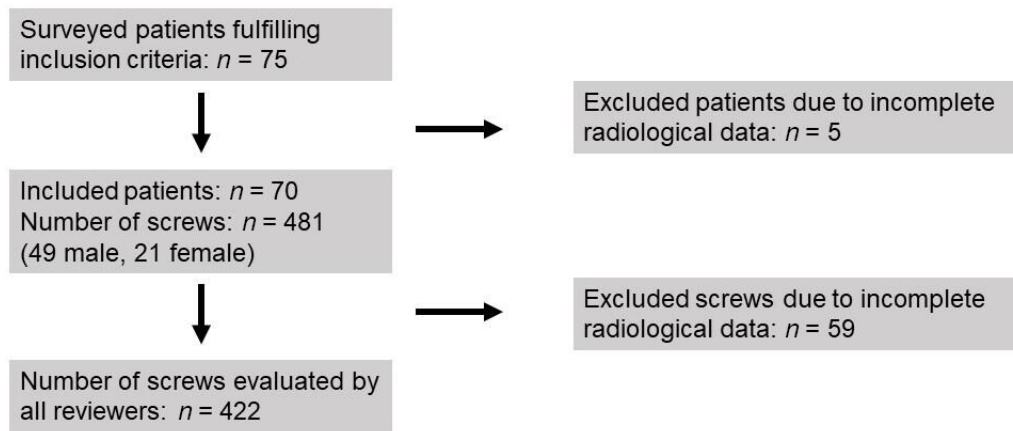 Surveyed patients fulfilling
inclusion criteria: n = 75
Excluded patients due to incomplete
radiological data: n = 5
Included patients: n = 70
Number of screws: n = 481
(49 male, 21 female)
Excluded screws due to incomplete
radiological data: n = 59
Number of screws evaluated by
all reviewers: n = 422